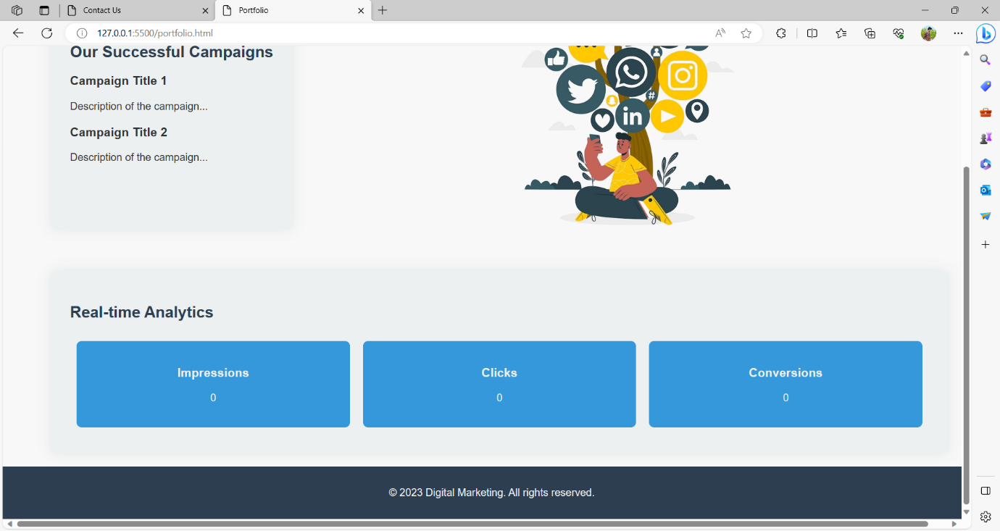 Contact Us
Portfolio
127.0.0.1:5500/portfolio.html
Our Successful Campaigns
Campaign Title 1
Description of the campaign...
Campaign Title 2
Description of the campaign...
#
in
Real-time Analytics
Impressions
Clicks
Conversions
0
0
0
© 2023 Digital Marketing. All rights reserved.